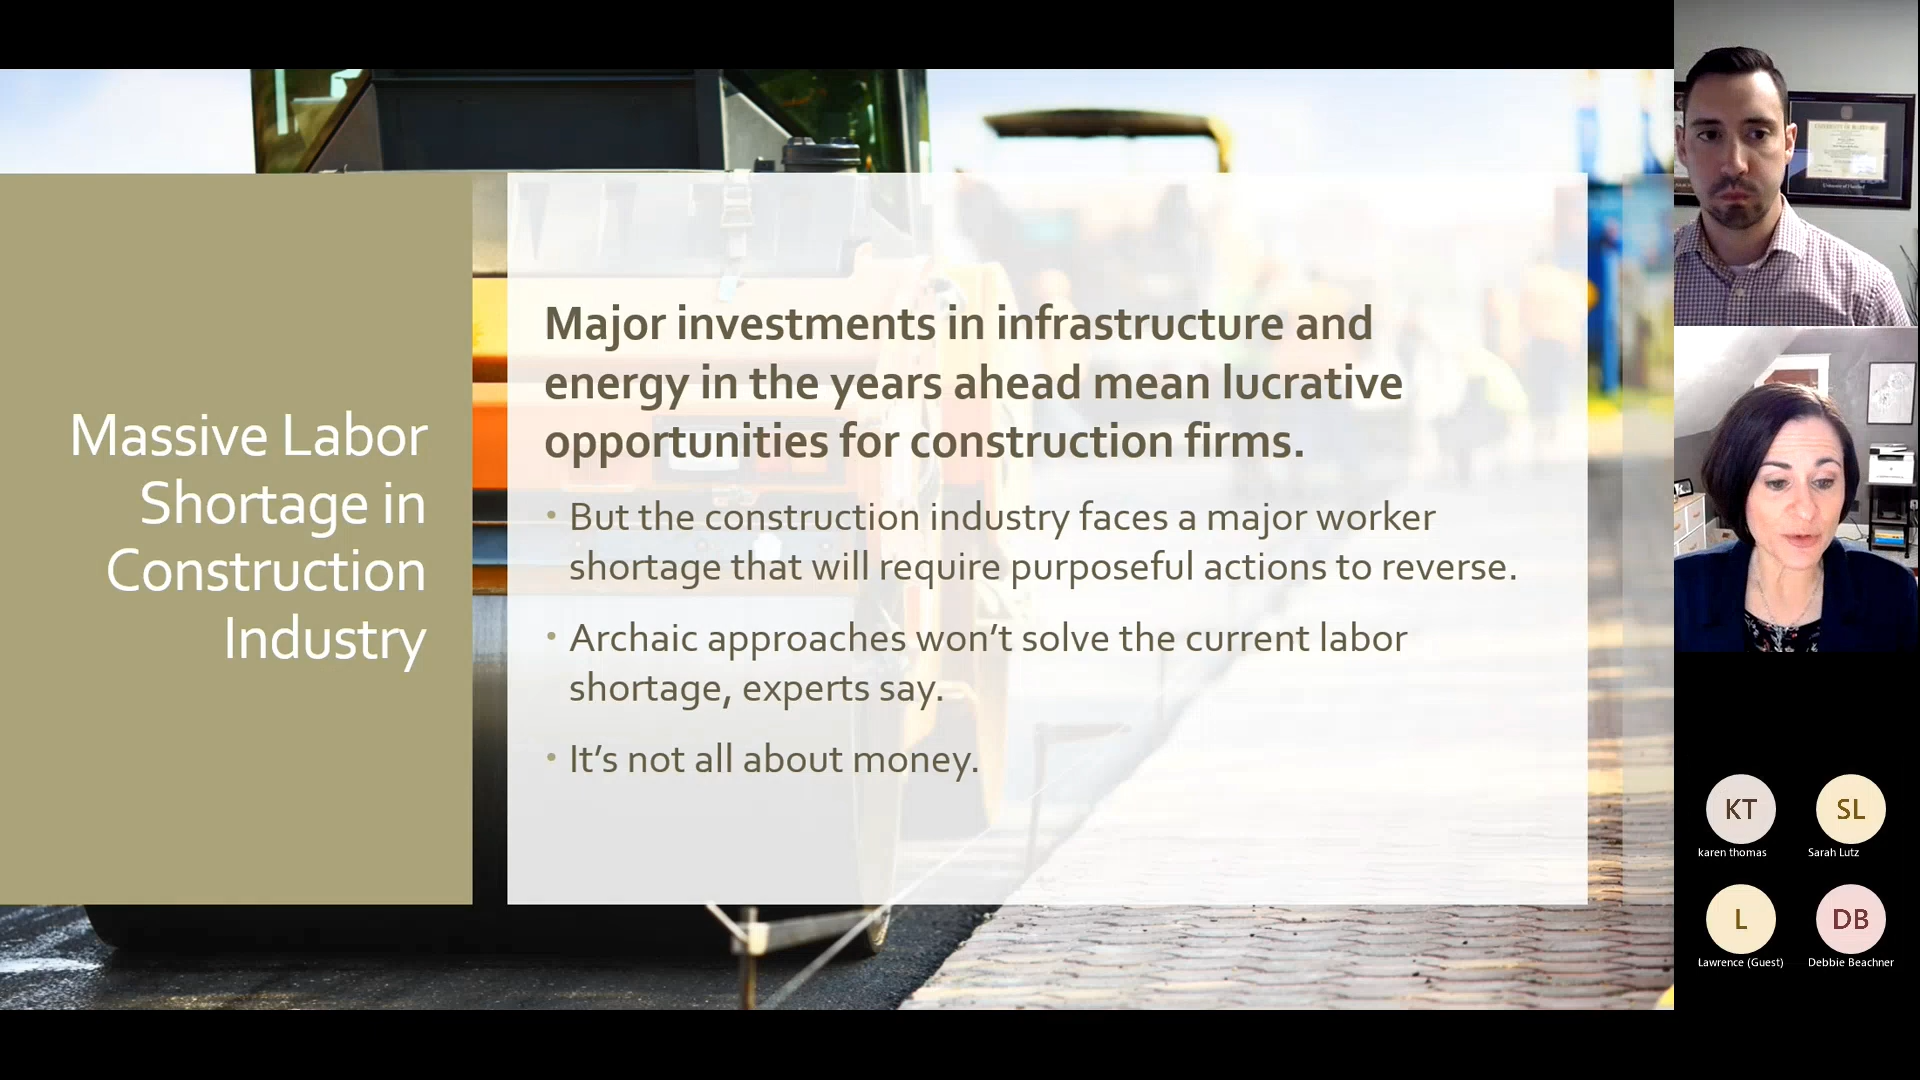 Massive Labor
Shortage in
Construction
Industry
Major investments in infrastructure and
energy in the years ahead mean lucrative
opportunities for construction firms.
• But the construction industry faces a major worker
shortage that will require purposeful actions to reverse.
• Archaic approaches won’t solve the current labor
shortage, experts say.
• It’s not all about money.
KT
karen thomas
SL
Sarah Lutz
L
Lawrence (Guest)
DB
Debbie Beachner